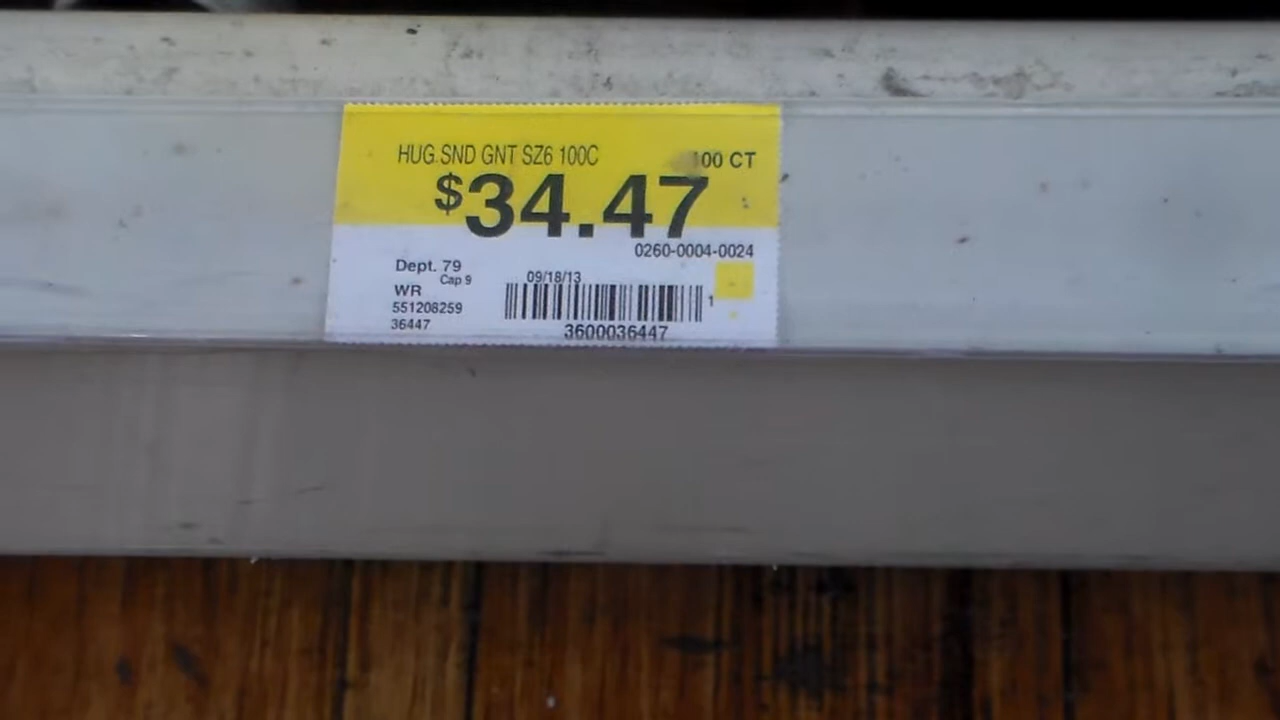 HUG SND GNT SZ6 100C 100 CT
$34.47
0260-0004-0024
Dept. 79
Cap 9 09/18/13
WR
551208259 1
36447 3600036447